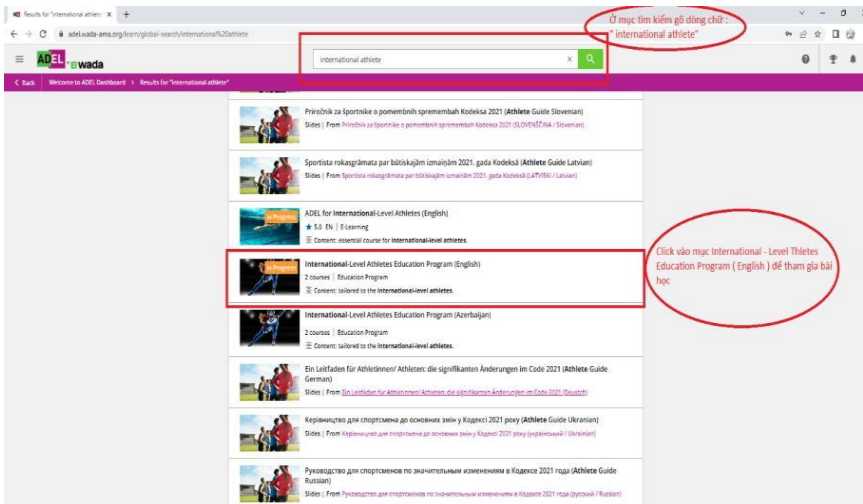 Results for "international athlete
adel.wada-ama.org/learn/global-search/international%20athlete
Ở mục tìm kiếm gõ dòng chữ :
" international athlete"
ADEL wada
international athlete
Back Welcome to ADEL Dashboard > Results for "international athlete"
Priročnik za športnike o pomembnih spremembah Kodeksa 2021 (Athlete Guide Slovenian)
Slides | From Priročnik za športnike o pomembnih spremembah Kodeksa 2021 (SLOVENŠČINA / Slovenian)
Sportista rokasgrāmata par būtiskajām izmaiņām 2021. gada Kodeksā (Athlete Guide Latvian)
Slides | From Sportista rokasgrāmata par būtiskajām izmaiņām 2021. gada Kodeksā (LATVISKI / Latvian)
In Progress
ADEL for International-Level Athletes (English)
5.0 EN | E-Learning
Content: essential course for international-level athletes.
In Progress
International-Level Athletes Education Program (English)
2 courses | Education Program
Content: tailored to the international-level athletes.
Click vào mục International - Level Thletes
Education Program ( English ) để tham gia bài
học
International-Level Athletes Education Program (Azerbaijan)
2 courses | Education Program
Content: tailored to the international-level athletes.
Ein Leitfaden für Athletinnen/ Athleten: die signifikanten Änderungen im Code 2021 (Athlete Guide
German)
Slides | From Ein Leitfaden für Athletinnen/ Athleten: die signifikanten Änderungen im Code 2021 (Deustch)
Керівництво для спортсмена до основних змін у Кодексі 2021 року (Athlete Guide Ukranian)
Slides | From Керівництво для спортсмена до основних змін у Кодексі 2021 року (український / Ukrainian)
Руководство для спортсменов по значительным изменениям в Кодексе 2021 года (Athlete Guide
Russian)
Slides | From Руководство для спортсменов по значительным изменениям в Кодексе 2021 года (русский / Russian)